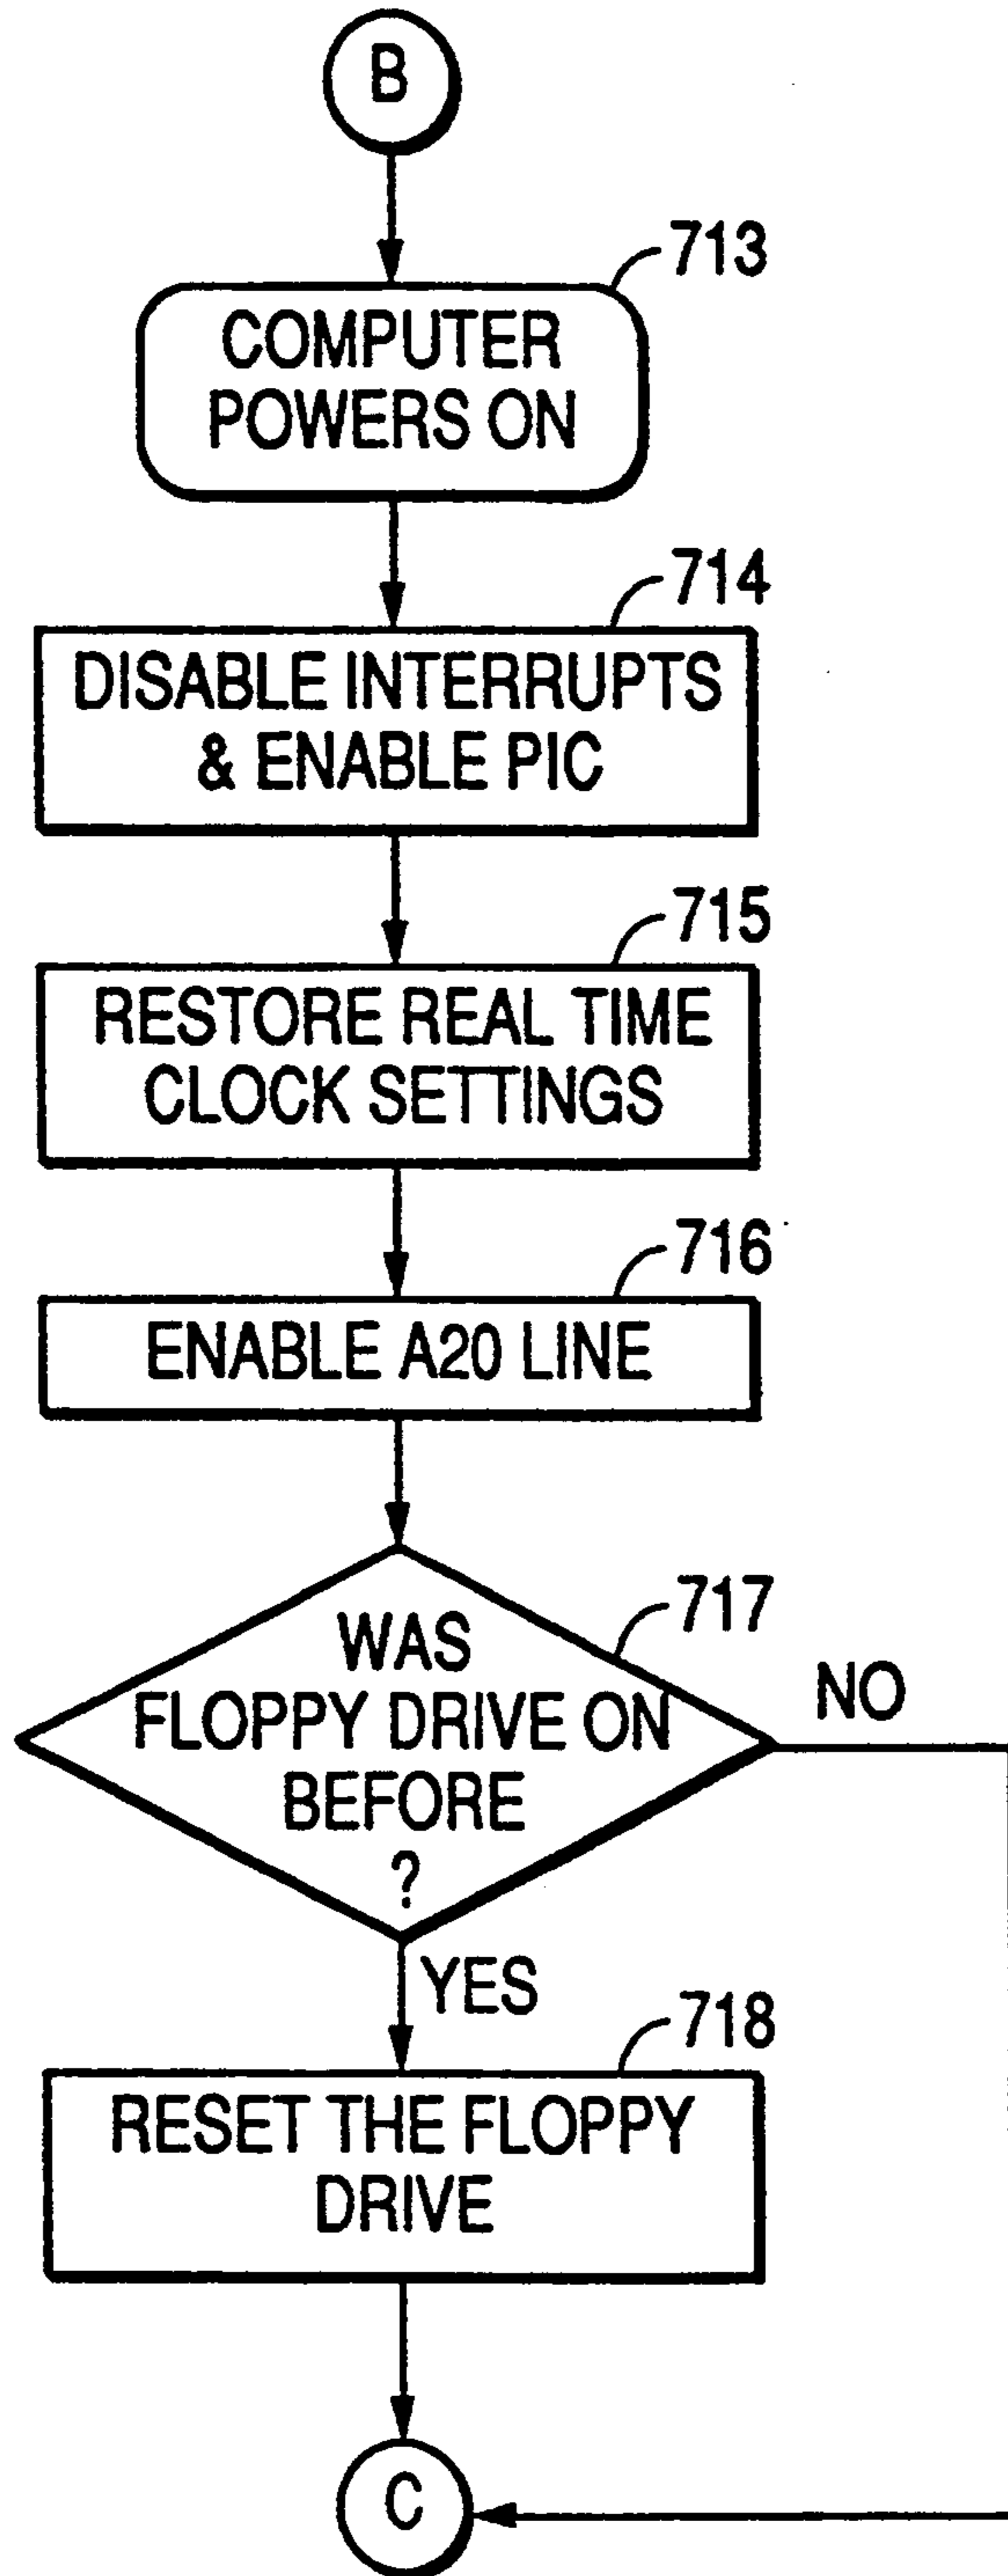 B
713
COMPUTER
POWERS ON
714
DISABLE INTERRUPTS
& ENABLE PIC
715
RESTORE REAL TIME
CLOCK SETTINGS
716
ENABLE A20 LINE
717
WAS
FLOPPY DRIVE ON
BEFORE
?
NO
YES
718
RESET THE FLOPPY
DRIVE
C